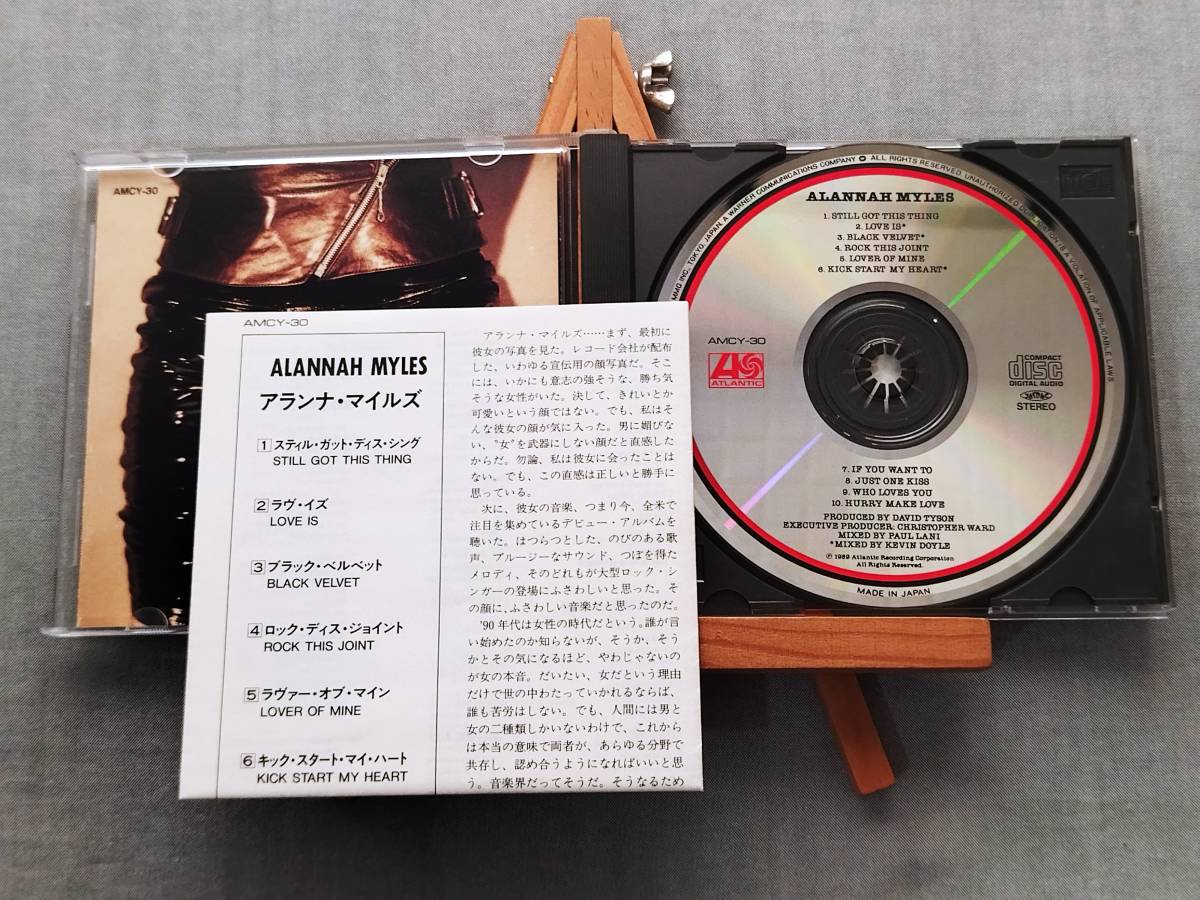 AMCY-30
AMCY-30
ALANNAH MYLES
アランナ・マイルズ
1 スティル・ガット・ディス・シング
STILL GOT THIS THING
2 ラヴ・イズ
LOVE IS
3 ブラック・ベルベット
BLACK VELVET
4 ロック・ディス・ジョイント
ROCK THIS JOINT
5 ラヴァー・オブ・マイン
LOVER OF MINE
6 キック・スタート・マイ・ハート
KICK START MY HEART
アランナ・マイルズ……まず、最初に
彼女の写真を見た。レコード会社が配布
した、いわゆる宣伝用の顔写真だ。そこ
には、いかにも意志の強そうな、勝ち気
そうな女性がいた。決して、きれいとか
可愛いという顔ではない。でも、私はそ
んな彼女の顔が気に入った。男に媚びな
い、“女”を武器にしない顔だと直感した
からだ。勿論、私は彼女に会ったことは
ない。でも、この直感は正しいと勝手に
思っている。
次に、彼女の音楽、つまり今、全米で
注目を集めているデビュー・アルバムを
聴いた。はつらつとした、のびのある歌
声、ブルージーなサウンド、つぼを得た
メロディ、そのどれもが大型ロック・シ
ンガーの登場にふさわしいと思った。そ
の顔に、ふさわしい音楽だと思ったのだ。
'90年代は女性の時代だという。誰が言
い始めたのか知らないが、そうか、そう
かとその気になるほど、やわじゃないの
が女の本音。だいたい、女だという理由
だけで世の中わたっていかれるならば、
誰も苦労はしない。でも、人間には男と
女の二種類しかいないわけで、これから
は本当の意味で両者が、あらゆる分野で
共存し、認め合うようになればいいと思
う。音楽界だってそうだ。そうなるため
MMG INC. TOKYO, JAPAN, A WARNER COMMUNICATIONS COMPANY ALL RIGHTS RESERVED. UNAUTHORIZED DUPLICATION IS A VIOLATION OF APPLICABLE LAWS
ALANNAH MYLES
1. STILL GOT THIS THING
2. LOVE IS*
3. BLACK VELVET*
4. ROCK THIS JOINT
5. LOVER OF MINE
6. KICK START MY HEART*
AMCY-30
ATLANTIC
COMPACT
disc
DIGITAL AUDIO
JASRAC
STEREO
7. IF YOU WANT TO
8. JUST ONE KISS
9. WHO LOVES YOU
10. HURRY MAKE LOVE
PRODUCED BY DAVID TYSON
EXECUTIVE PRODUCER: CHRISTOPHER WARD
MIXED BY PAUL LANI
*MIXED BY KEVIN DOYLE
℗ 1989 Atlantic Recording Corporation
All Rights Reserved.
MADE IN JAPAN